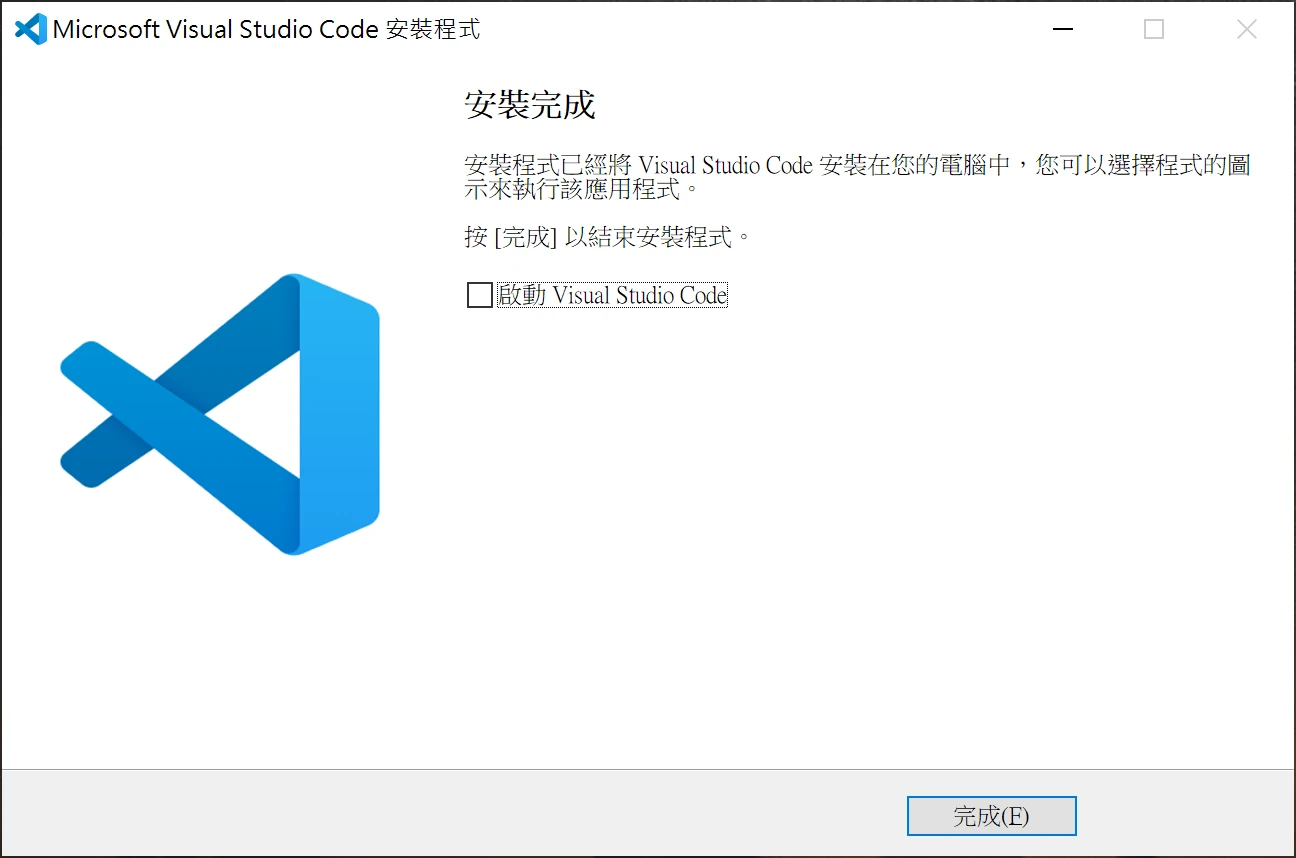 Microsoft Visual Studio Code 安裝程式
安裝完成
安裝程式已經將 Visual Studio Code 安裝在您的電腦中，您可以選擇程式的圖
示來執行該應用程式。
按 [完成] 以結束安裝程式。
啟動 Visual Studio Code
完成(E)